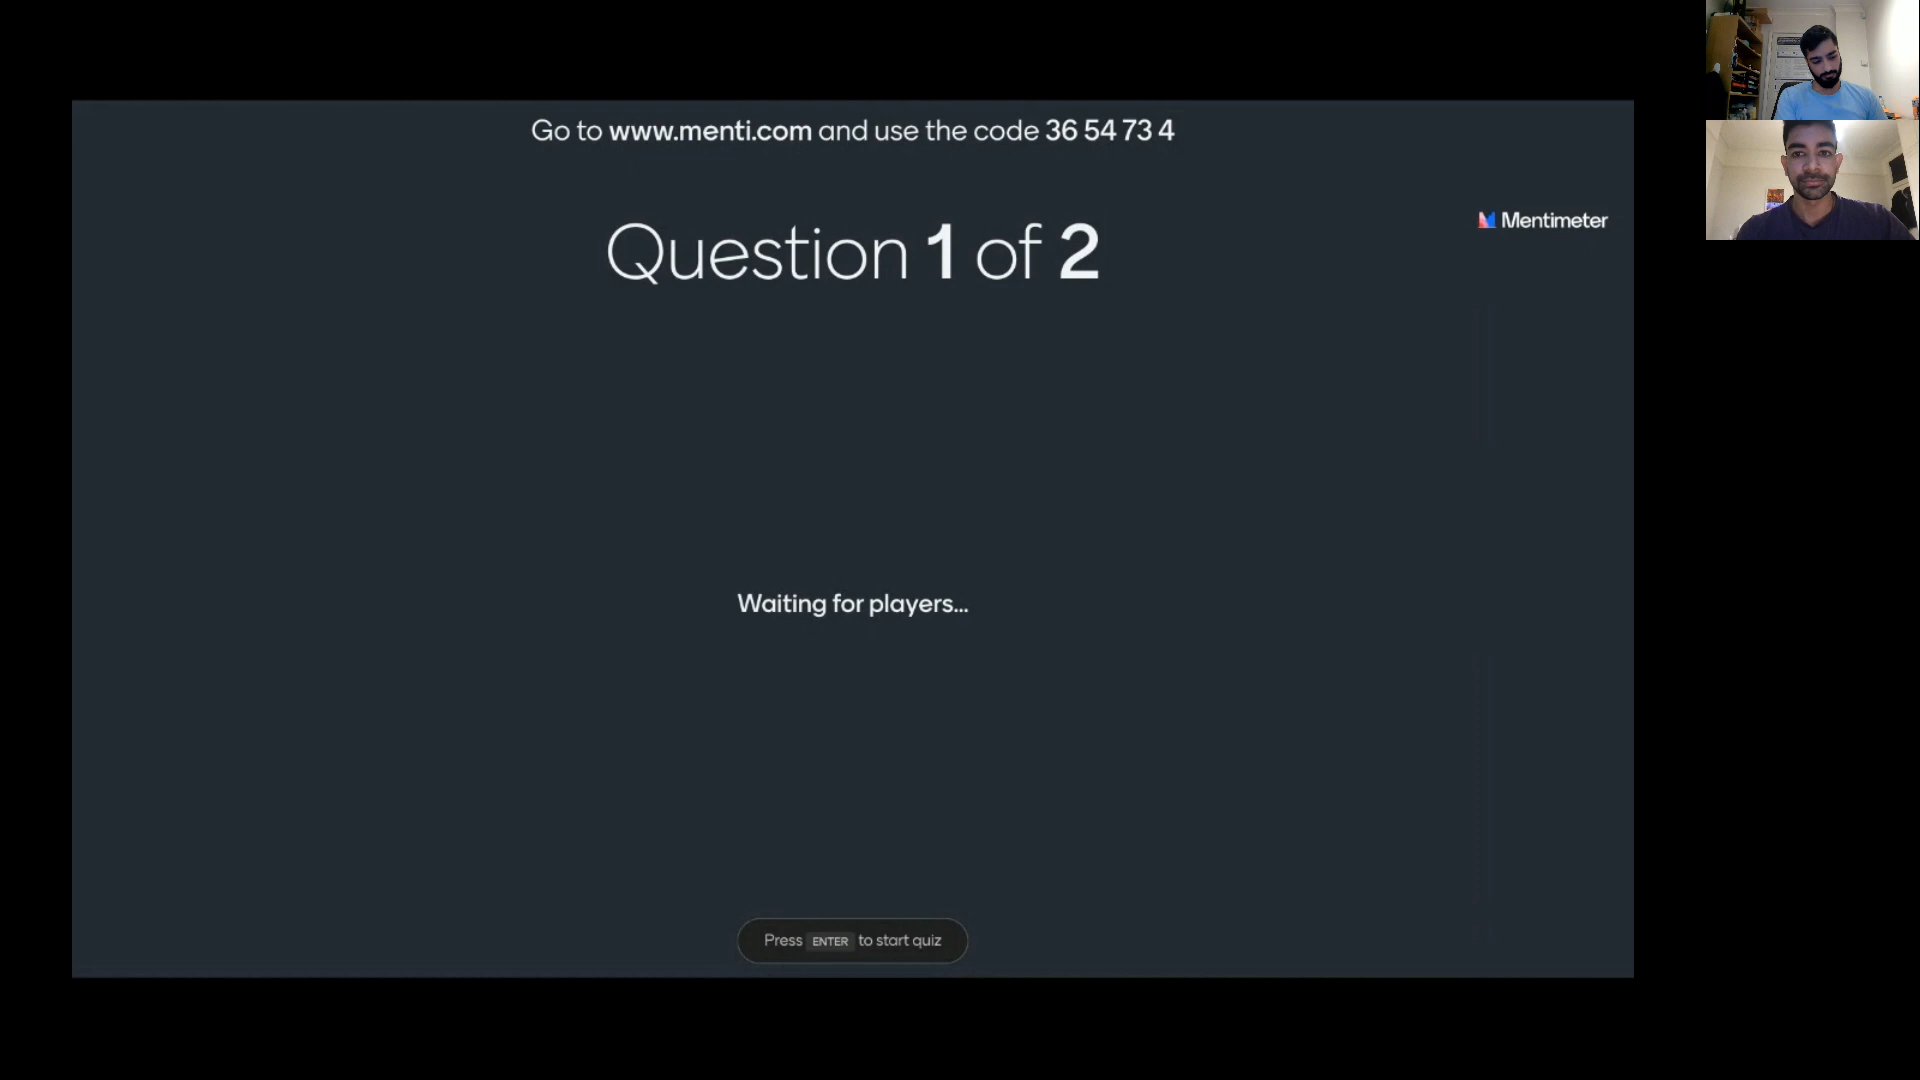 Go to www.menti.com and use the code 36 54 73 4
Mentimeter
Question 1 of 2
Waiting for players...
Press ENTER to start quiz